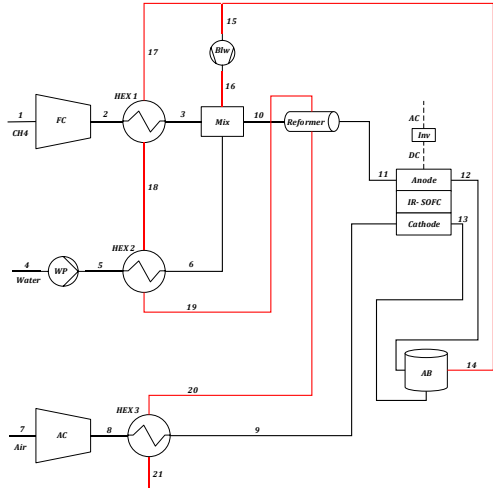 15
17
Blw
HEX 1
16
AC
1
FC
2
3
Mix
10
Reformer
Inv
CH4
DC
11
Anode
12
18
IR- SOFC
13
Cathode
HEX 2
4
WP
5
6
Water
19
14
AB
20
HEX 3
7
AC
8
9
Air
21